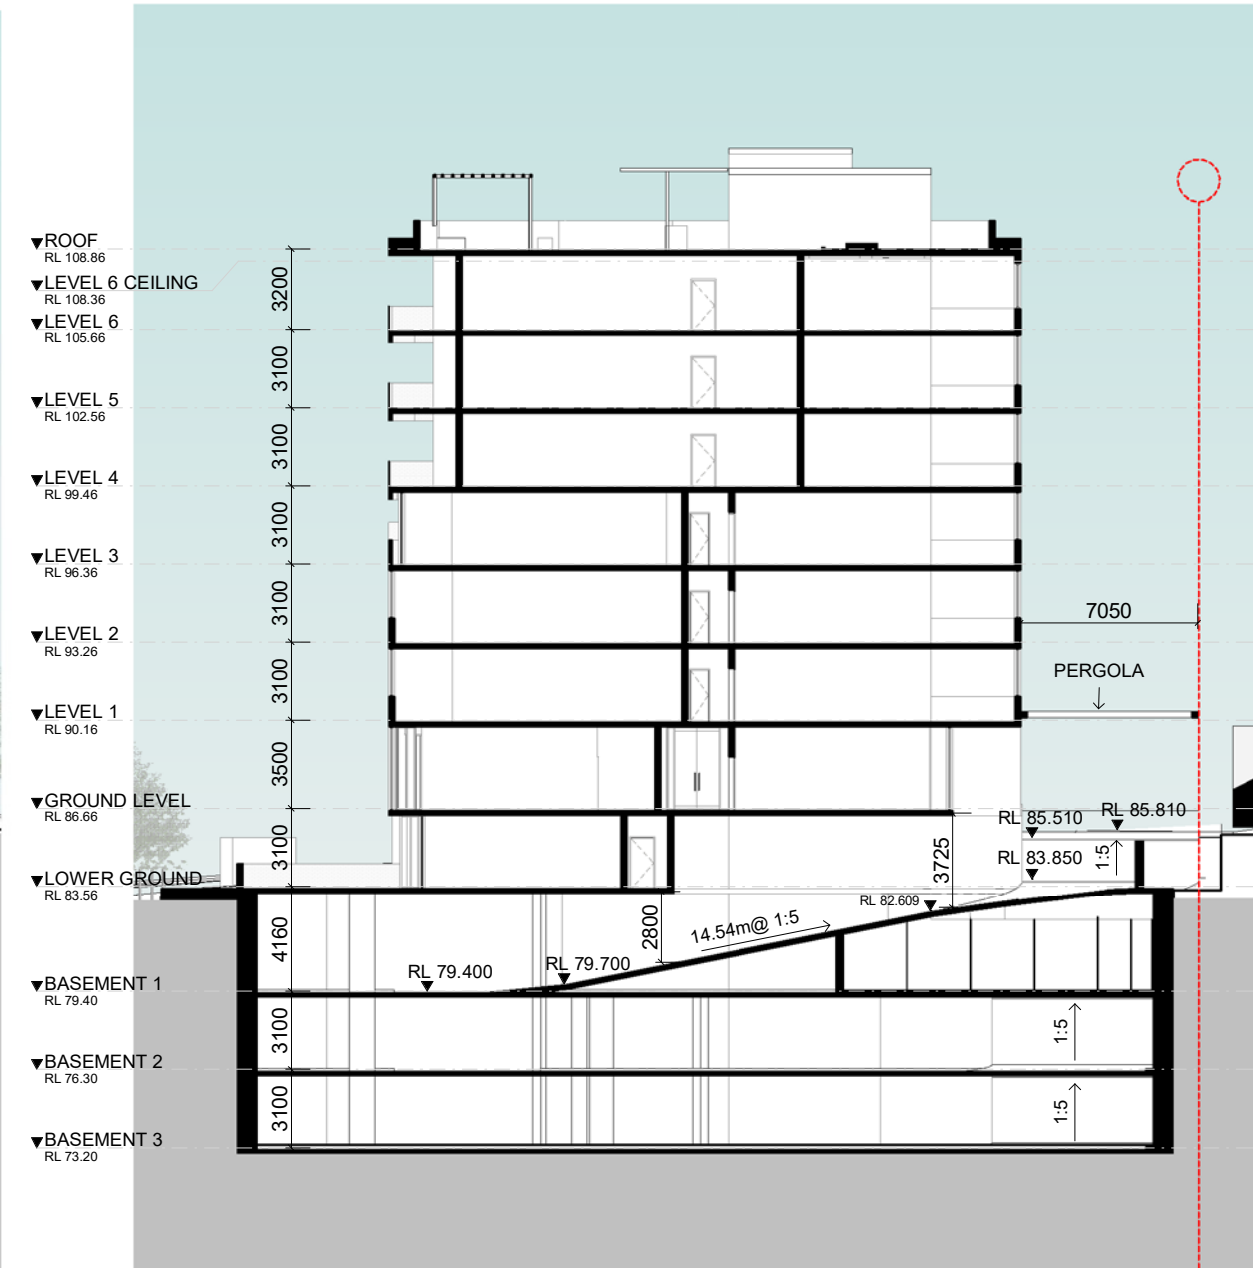 ROOF
RL 108.86
LEVEL 6 CEILING
RL 108.36
3200
LEVEL 6
RL 105.66
3100
LEVEL 5
RL 102.56
3100
LEVEL 4
RL 99.46
3100
LEVEL 3
RL 96.36
3100
7050
LEVEL 2
RL 93.26
3100
PERGOLA
LEVEL 1
RL 90.16
3500
GROUND LEVEL
RL 86.66
RL 85.510
RL 85.810
3100
3725
RL 83.850
1:5
LOWER GROUND
RL 83.56
RL 82.609
4160
2800
14.54m@ 1:5
RL 79.400
RL 79.700
BASEMENT 1
RL 79.40
3100
1:5
BASEMENT 2
RL 76.30
3100
1:5
BASEMENT 3
RL 73.20